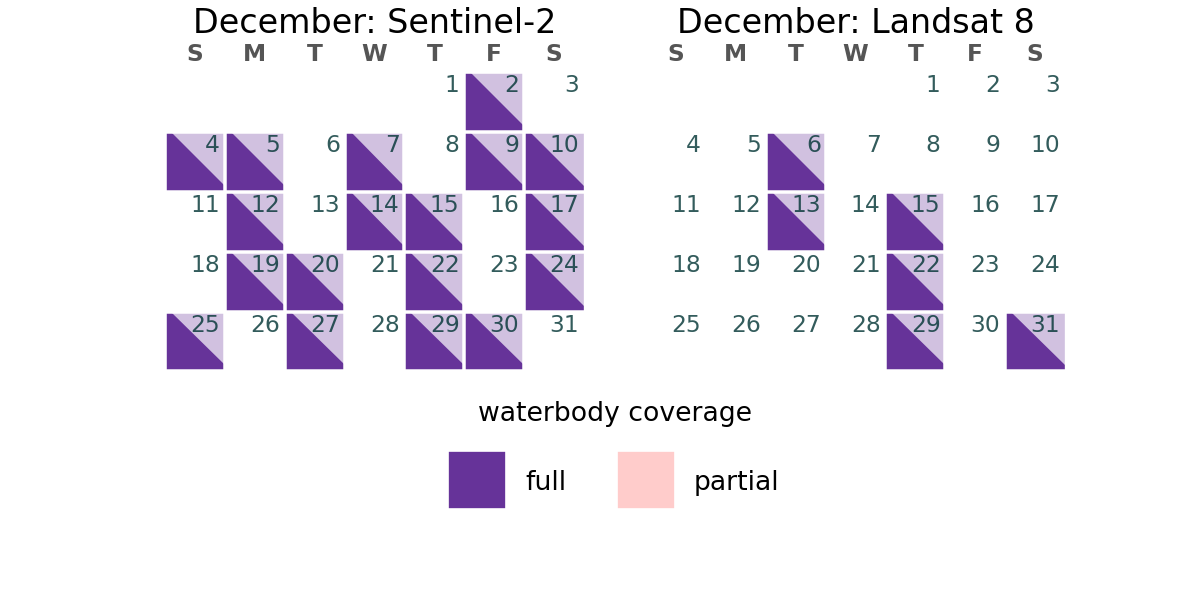 December: Sentinel-2
S M T W T F S
1 2 3
4 5 6 7 8 9 10
11 12 13 14 15 16 17
18 19 20 21 22 23 24
25 26 27 28 29 30 31
December: Landsat 8
S M T W T F S
1 2 3
4 5 6 7 8 9 10
11 12 13 14 15 16 17
18 19 20 21 22 23 24
25 26 27 28 29 30 31
waterbody coverage
full partial